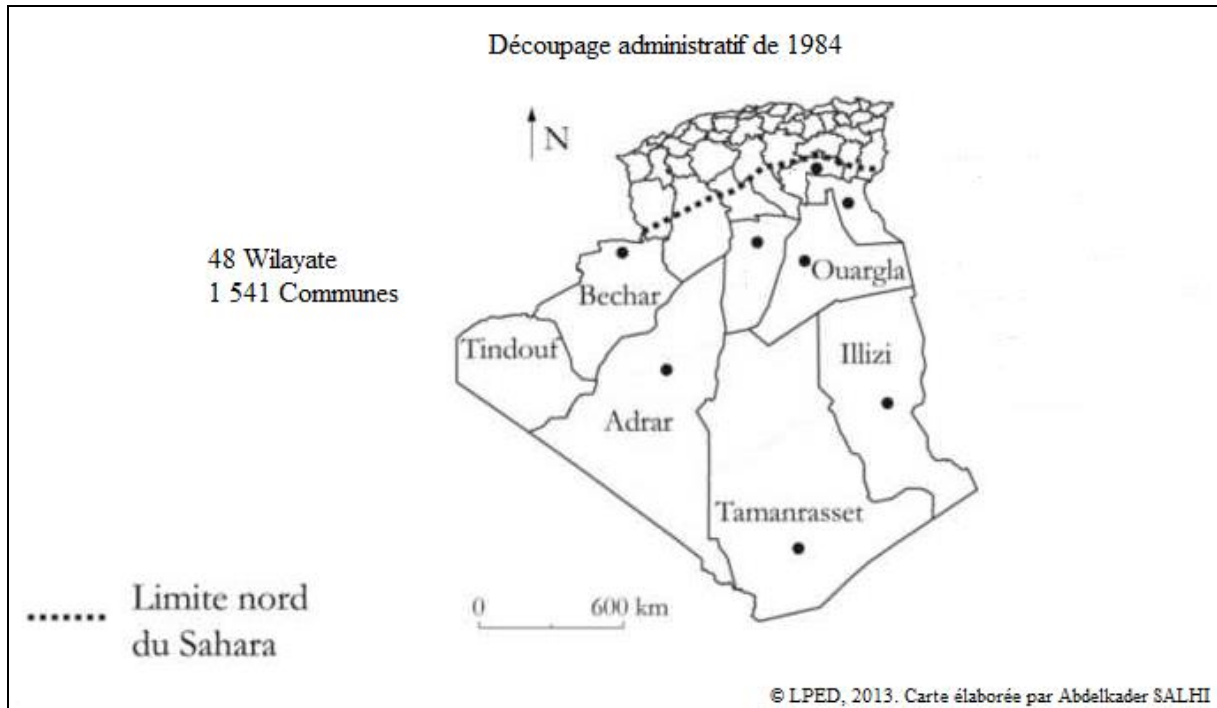 Découpage administratif de 1984
N
48 Wilayate
1 541 Communes
Ouargla
Bechar
Tindouf
Illizi
Adrar
Tamanrasset
0 600 km
Limite nord
du Sahara
© LPED, 2013. Carte élaborée par Abdelkader SALHI